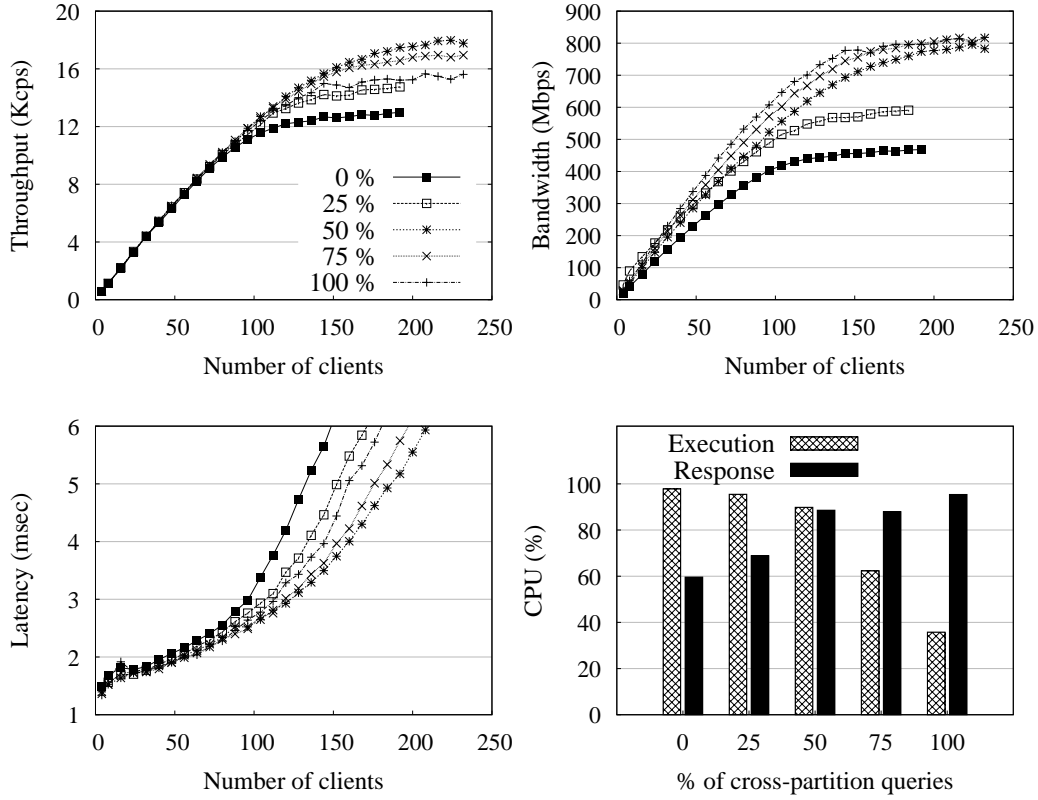 20
16
12
8
4
0
Throughput (Kcps)
0 %
25 %
50 %
75 %
100 %
0 50 100 150 200 250
Number of clients
900
800
700
600
500
400
300
200
100
0
Bandwidth (Mbps)
0 50 100 150 200 250
Number of clients
6
5
4
3
2
1
Latency (msec)
0 50 100 150 200 250
Number of clients
Execution
Response
100
80
60
40
20
0
CPU (%)
0 25 50 75 100
% of cross-partition queries